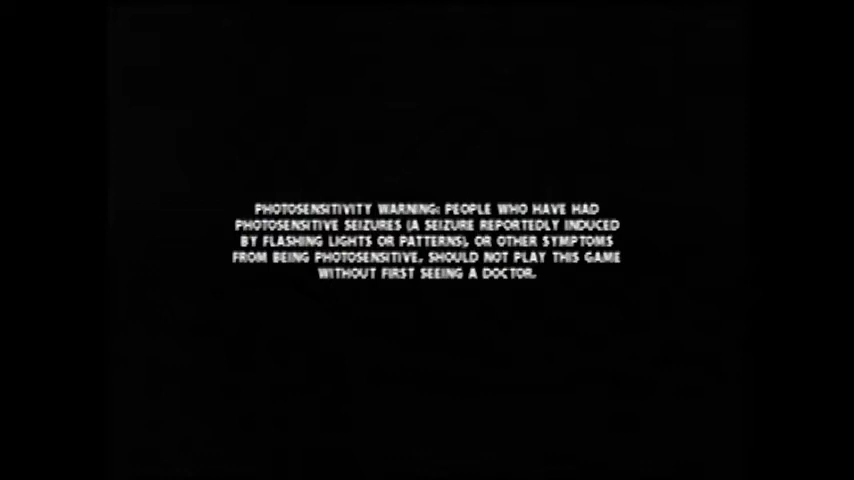 PHOTOSENSITIVITY WARNING: PEOPLE WHO HAVE HAD
PHOTOSENSITIVE SEIZURES (A SEIZURE REPORTEDLY INDUCED
BY FLASHING LIGHTS OR PATTERNS), OR OTHER SYMPTOMS
FROM BEING PHOTOSENSITIVE, SHOULD NOT PLAY THIS GAME
WITHOUT FIRST SEEING A DOCTOR.